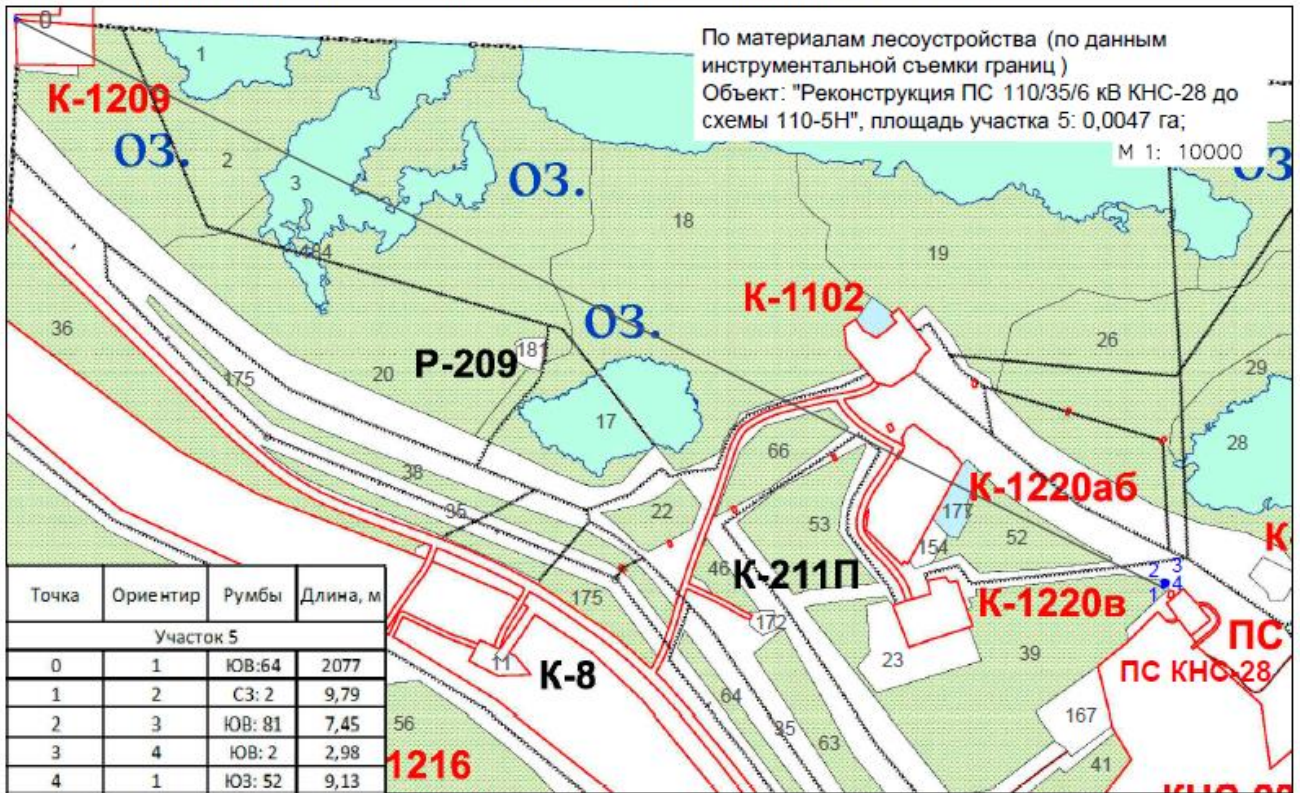 По материалам лесоустройства (по данным
инструментальной съемки границ )
Объект: "Реконструкция ПС 110/35/6 кВ КНС-28 до
схемы 110-5Н", площадь участка 5: 0,0047 га;
М 1: 10000
0
1
К-1209
ОЗ.
2
3
ОЗ.
ОЗ
18
19
484
К-1102
ОЗ.
36
175
20
Р-209
181
26
29
17
28
66
38
35
22
53
К-1220аб
177
52
154
46
К-211П
К
2 3
1 4
175
172
К-1220в
39
ПС
ПС КНС-28
23
11
К-8
64
35
63
167
41
56
1216
КНС-28
Точка Ориентир Румбы Длина, м
Участок 5
0 1 ЮВ:64 2077
1 2 СЗ: 2 9,79
2 3 ЮВ: 81 7,45
3 4 ЮВ: 2 2,98
4 1 ЮЗ: 52 9,13